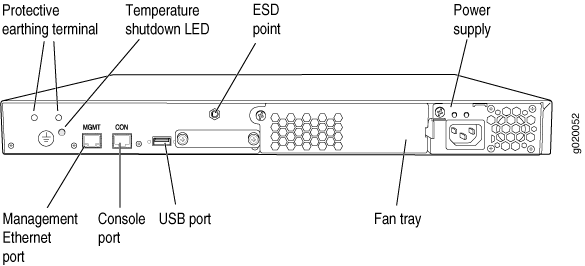 Protective
earthing terminal
Temperature
shutdown LED
ESD
point
Power
supply
MGMT
CON
g020052
Management
Ethernet
port
Console
port
USB port
Fan tray